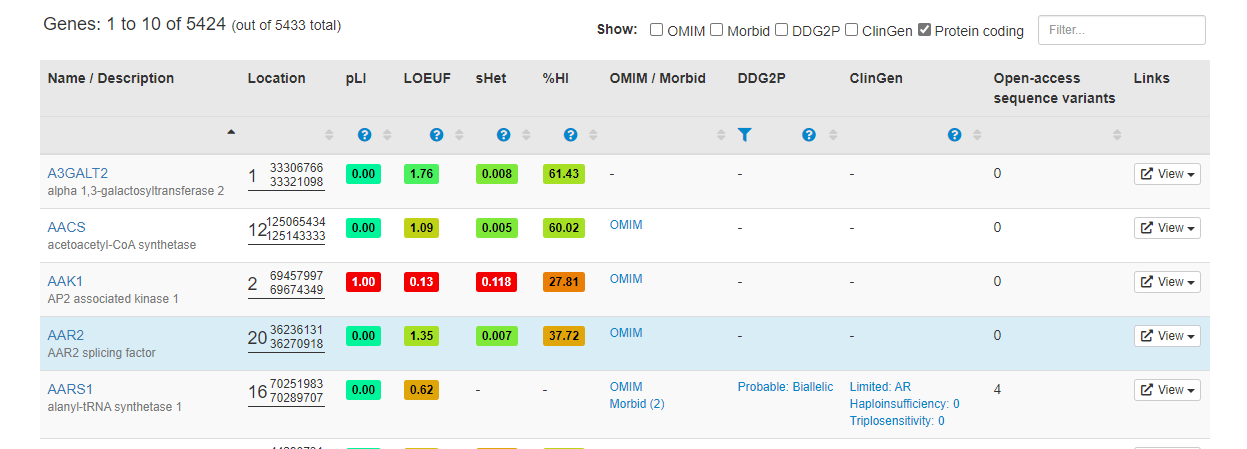 Genes: 1 to 10 of 5424 (out of 5433 total)
Show: OMIM Morbid DDG2P ClinGen Protein coding Filter...
Name / Description Location pLI LOEUF sHet %HI OMIM / Morbid DDG2P ClinGen Open-access sequence variants Links
A3GALT2
alpha 1,3-galactosyltransferase 2
1 33306766
33321098
0.00 1.76 0.008 61.43 - - - 0 View
AACS
acetoacetyl-CoA synthetase
12 125065434
125143333
0.00 1.09 0.005 60.02 OMIM - - 0 View
AAK1
AP2 associated kinase 1
2 69457997
69674349
1.00 0.13 0.118 27.81 OMIM - - 0 View
AAR2
AAR2 splicing factor
20 36236131
36270918
0.00 1.35 0.007 37.72 OMIM - - 0 View
AARS1
alanyl-tRNA synthetase 1
16 70251983
70289707
0.00 0.62 - - OMIM Probable: Biallelic Limited: AR 4 View
Morbid (2) Haploinsufficiency: 0
Triplosensitivity: 0